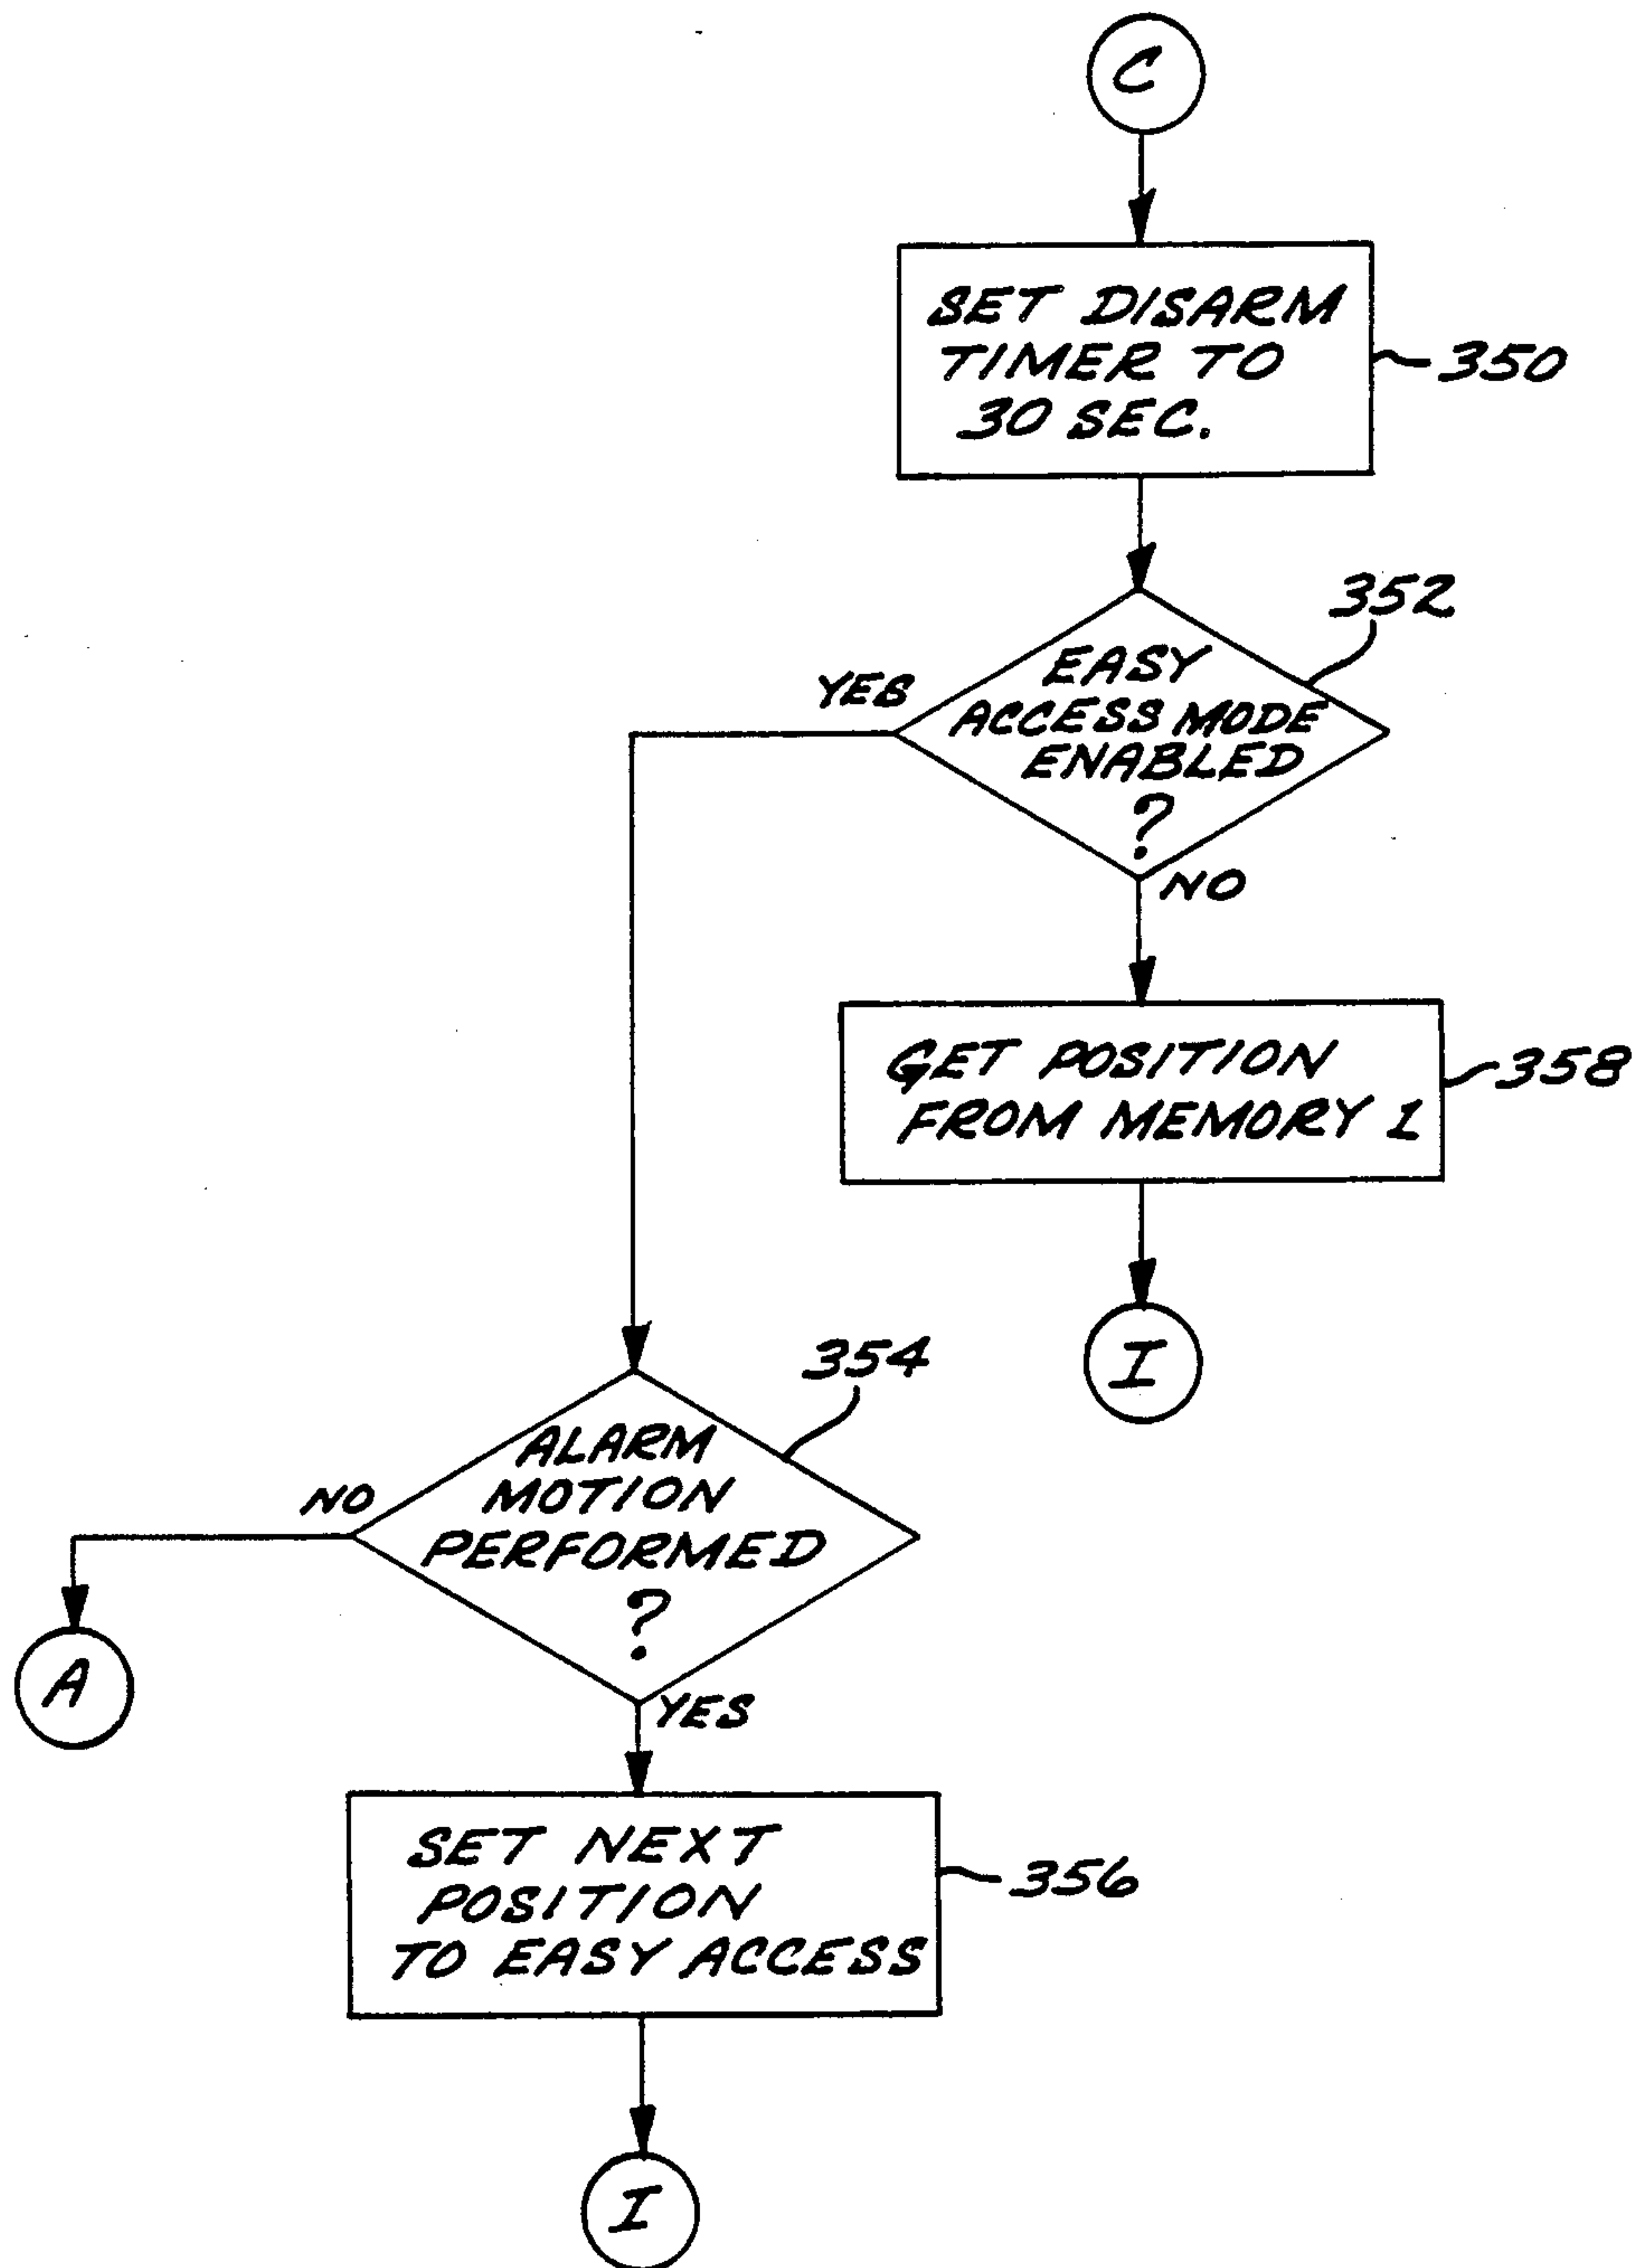 C
SET DISARM
TIMER TO
30 SEC.
350
352
EASY
ACCESS MODE
ENABLED
?
YES
NO
GET POSITION
FROM MEMORY 1
358
I
354
ALARM
MOTION
PERFORMED
?
NO
A
YES
SET NEXT
POSITION
TO EASY ACCESS
356
I